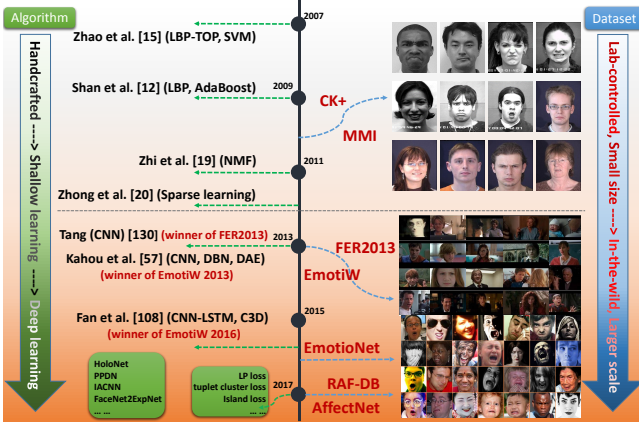 Algorithm
Dataset
2007
Zhao et al. [15] (LBP-TOP, SVM)
Shan et al. [12] (LBP, AdaBoost)
2009
CK+
MMI
Zhi et al. [19] (NMF)
2011
Zhong et al. [20] (Sparse learning)
Tang (CNN) [130] (winner of FER2013)
2013
Kahou et al. [57] (CNN, DBN, DAE)
(winner of EmotiW 2013)
FER2013
EmotiW
2015
Fan et al. [108] (CNN-LSTM, C3D)
(winner of EmotiW 2016)
EmotioNet
HoloNet
PPDN
IACNN
FaceNet2ExpNet
... ...
LP loss
tuplet cluster loss
Island loss
... ...
2017
RAF-DB
AffectNet
Handcrafted ----> Shallow learning ----> Deep learning
Lab-controlled, Small size ----> In-the-wild, Larger scale